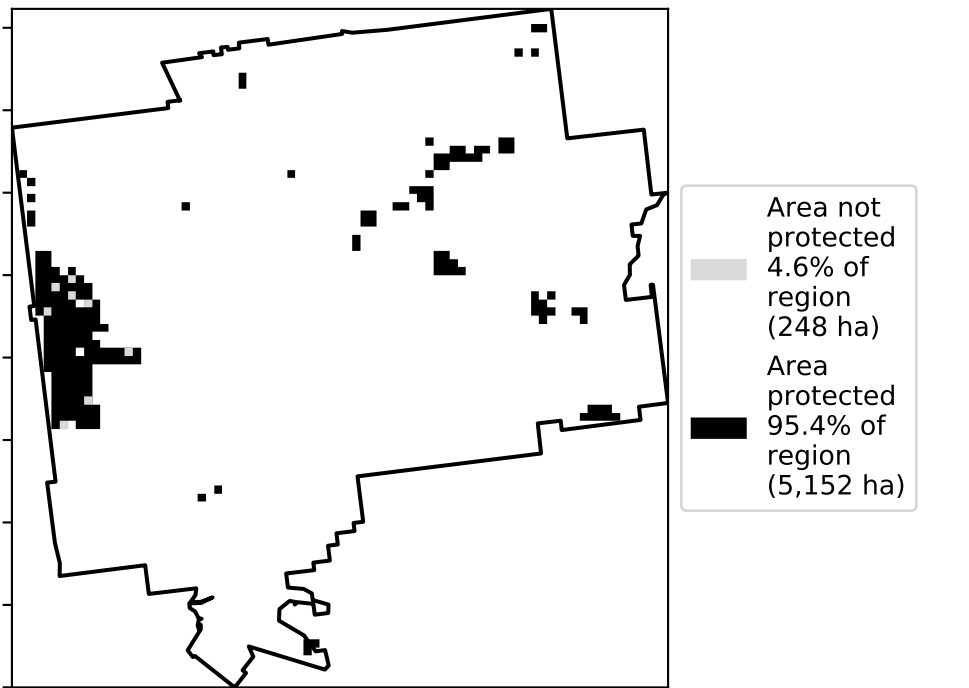 Area not
protected
4.6% of
region
(248 ha)
Area
protected
95.4% of
region
(5,152 ha)